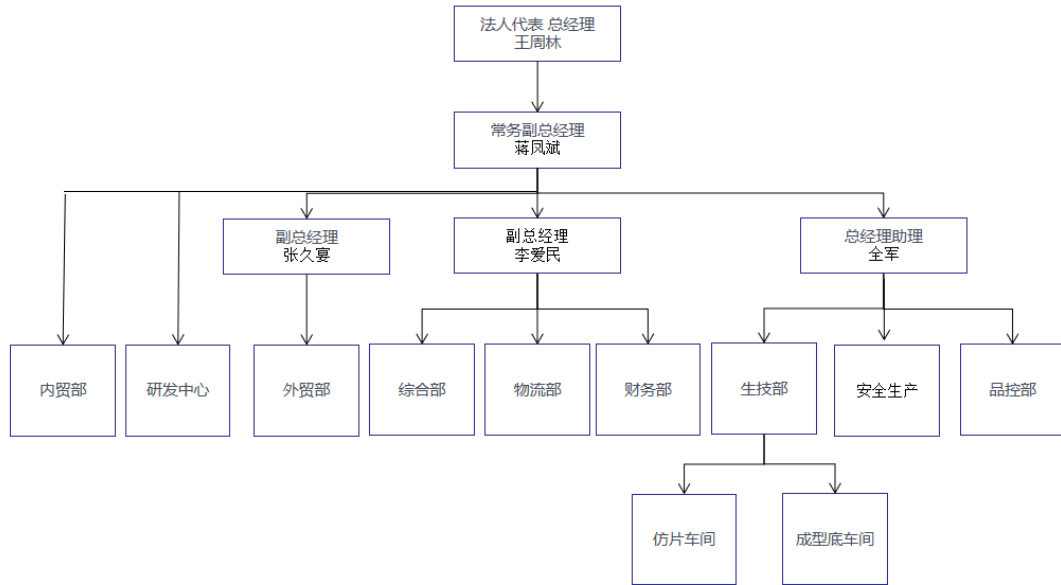 法人代表 总经理
王周林
常务副总经理
蒋凤斌
副总经理
张久宴
副总经理
李爱民
总经理助理
全军
内贸部
研发中心
外贸部
综合部
物流部
财务部
生技部
安全生产
品控部
仿片车间
成型底车间